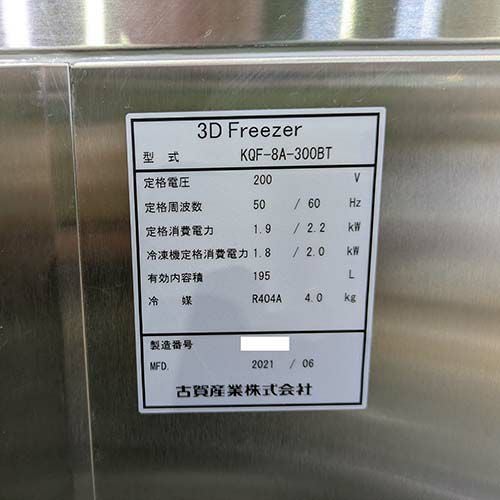 3D Freezer
型 式 KQF-8A-300BT
定格電圧 200 V
定格周波数 50 / 60 Hz
定格消費電力 1.9 / 2.2 kW
冷凍機定格消費電力 1.8 / 2.0 kW
有効内容積 195 L
冷 媒 R404A 4.0 kg
製造番号
MFD. 2021 / 06
古賀産業株式会社